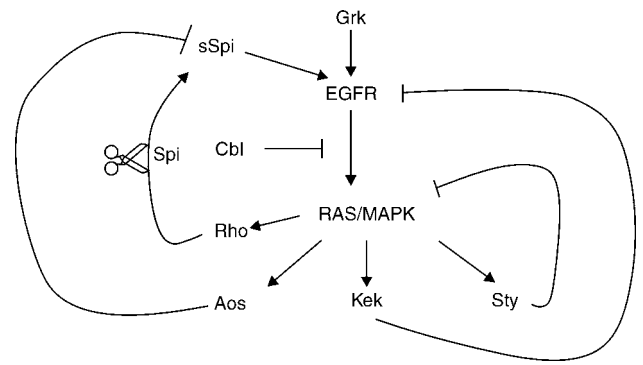 Grk
sSpi
EGFR
Spi
Cbl
RAS/MAPK
Rho
Aos
Kek
Sty